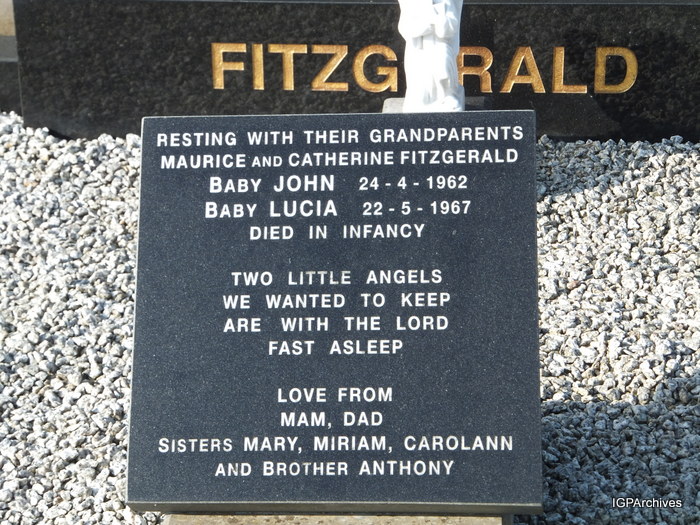 FITZGERALD
RESTING WITH THEIR GRANDPARENTS
MAURICE AND CATHERINE FITZGERALD
BABY JOHN 24-4-1962
BABY LUCIA 22-5-1967
DIED IN INFANCY
TWO LITTLE ANGELS
WE WANTED TO KEEP
ARE WITH THE LORD
FAST ASLEEP
LOVE FROM
MAM, DAD
SISTERS MARY, MIRIAM, CAROLANN
AND BROTHER ANTHONY
IGPArchives